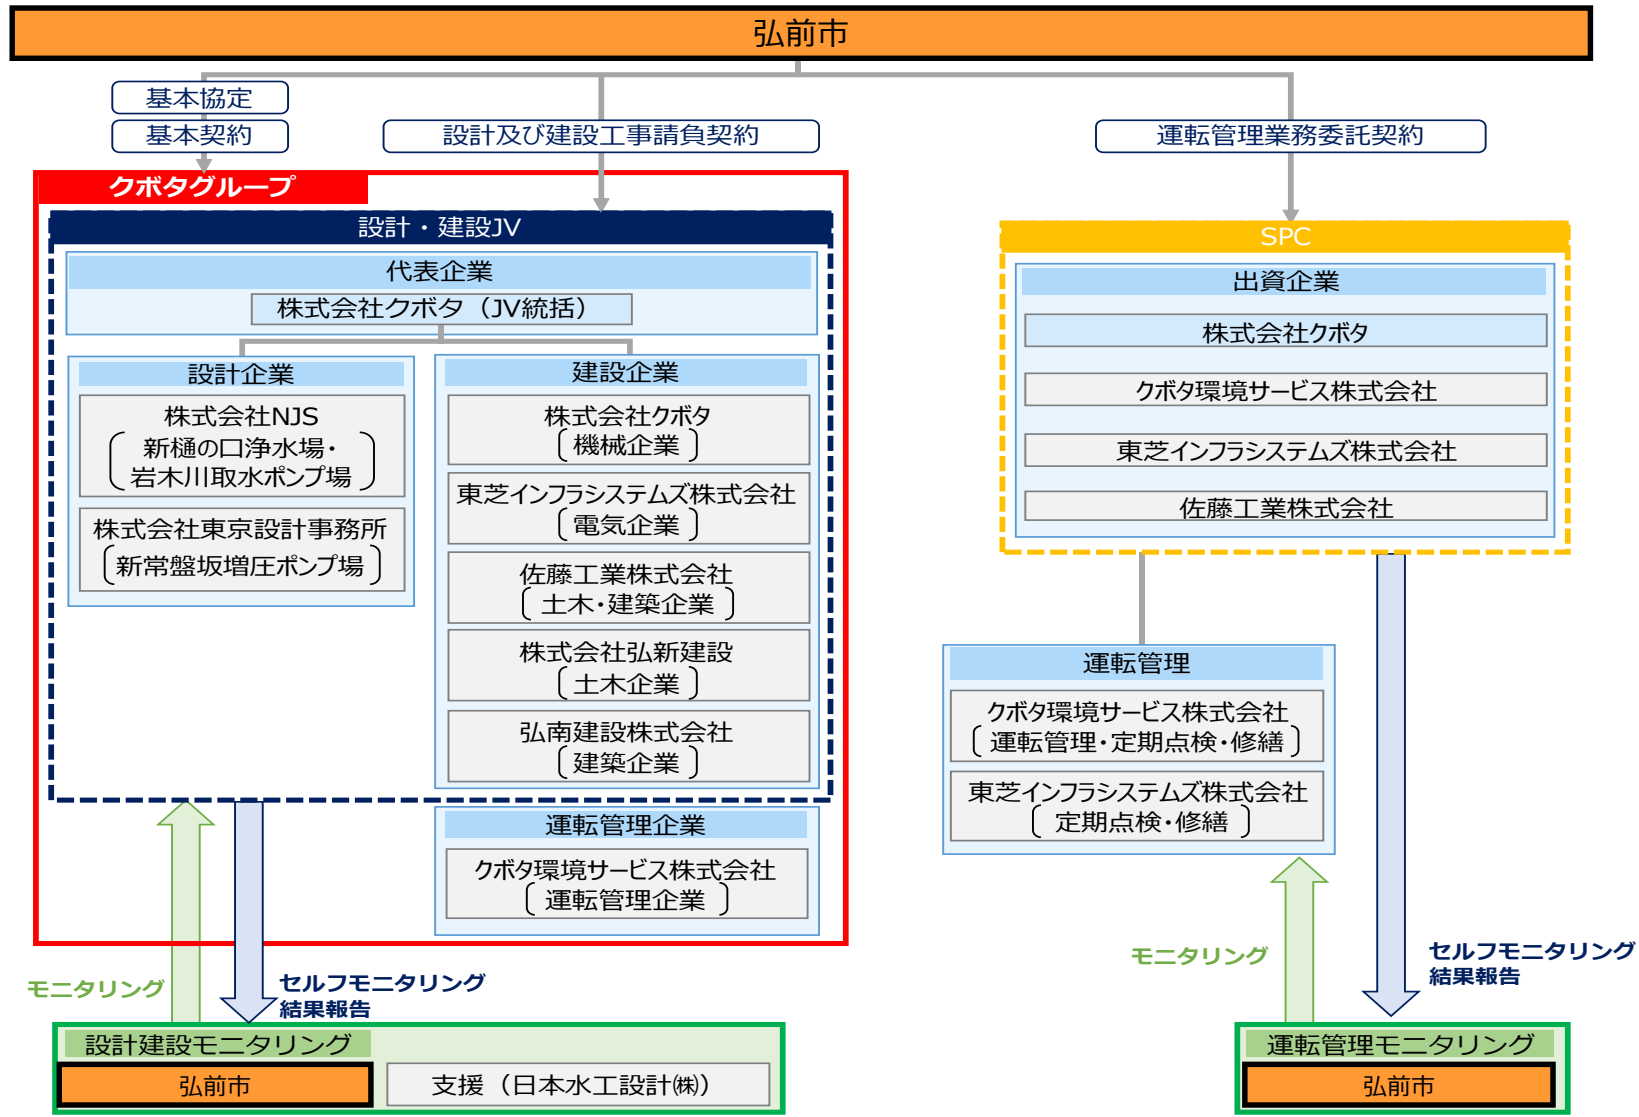 弘前市
基本協定
基本契約
設計及び建設工事請負契約
運転管理業務委託契約
クボタグループ
設計・建設JV
代表企業
株式会社クボタ（JV統括）
設計企業
株式会社NJS
新樋の口浄水場・
岩木川取水ポンプ場
株式会社東京設計事務所
新常盤坂増圧ポンプ場
建設企業
株式会社クボタ
機械企業
東芝インフラシステムズ株式会社
電気企業
佐藤工業株式会社
土木・建築企業
株式会社弘新建設
土木企業
弘南建設株式会社
建築企業
運転管理企業
クボタ環境サービス株式会社
運転管理企業
SPC
出資企業
株式会社クボタ
クボタ環境サービス株式会社
東芝インフラシステムズ株式会社
佐藤工業株式会社
運転管理
クボタ環境サービス株式会社
運転管理・定期点検・修繕
東芝インフラシステムズ株式会社
定期点検・修繕
モニタリング
セルフモニタリング
結果報告
モニタリング
セルフモニタリング
結果報告
設計建設モニタリング
弘前市
支援（日本水工設計㈱）
運転管理モニタリング
弘前市